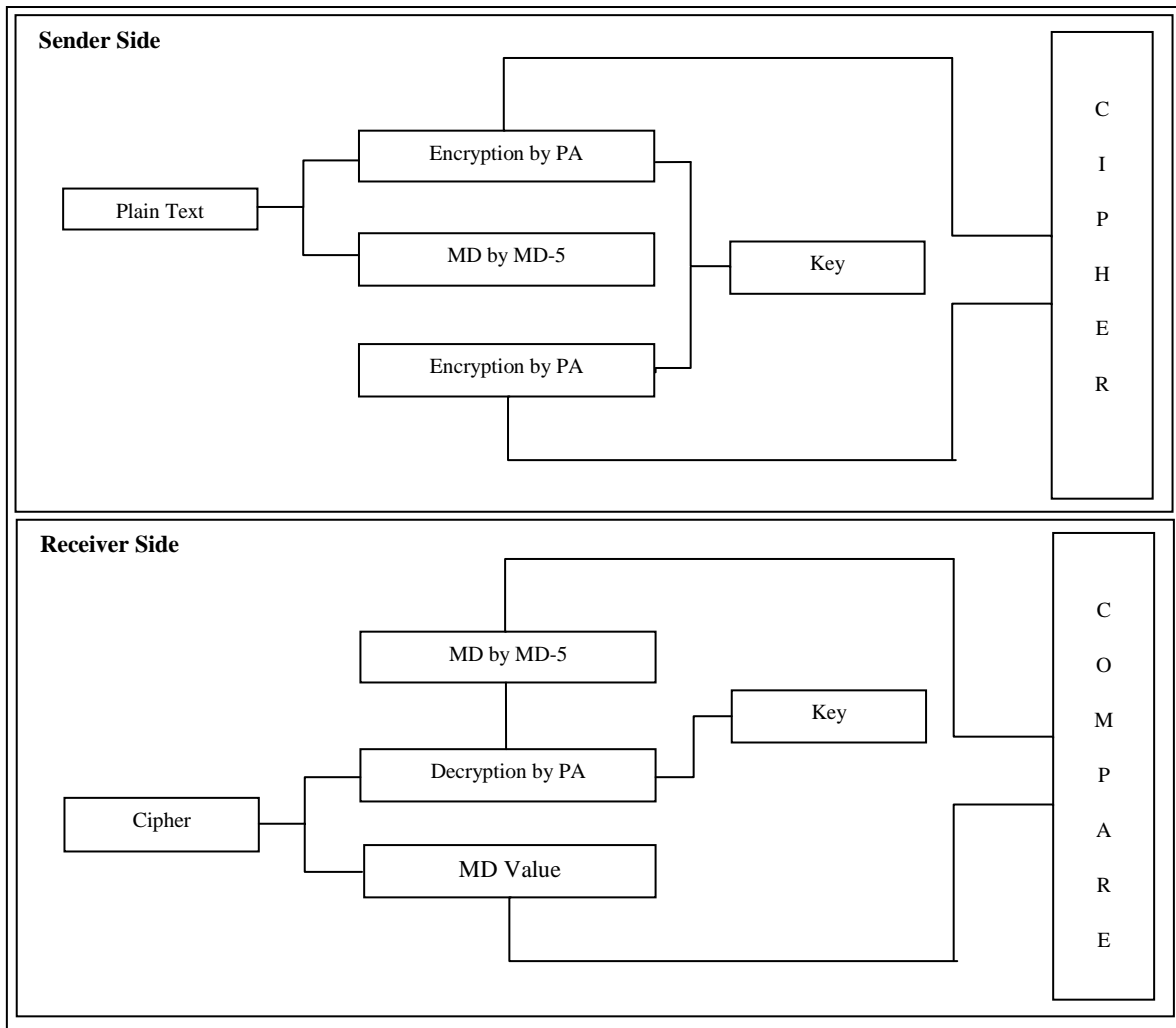 Sender Side
Encryption by PA
Plain Text
MD by MD-5
Key
Encryption by PA
C
I
P
H
E
R
Receiver Side
MD by MD-5
Key
Decryption by PA
Cipher
MD Value
C
O
M
P
A
R
E